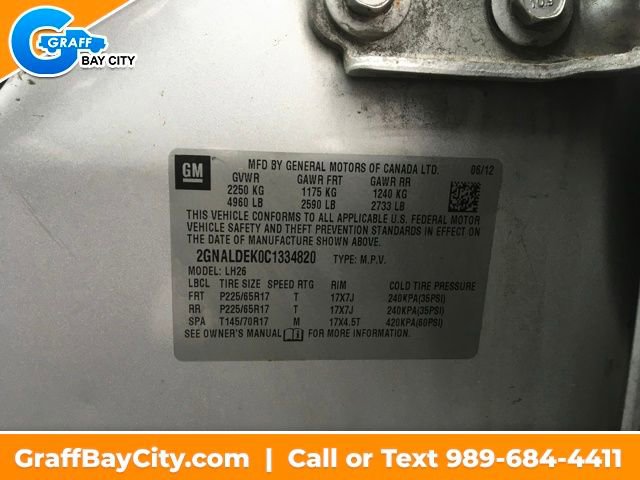 GRAFF
BAY CITY
GM
MFD BY GENERAL MOTORS OF CANADA LTD. 06/12
GVWR GAWR FRT GAWR RR
2250 KG 1175 KG 1240 KG
4960 LB 2590 LB 2733 LB
THIS VEHICLE CONFORMS TO ALL APPLICABLE U.S. FEDERAL MOTOR
VEHICLE SAFETY AND THEFT PREVENTION STANDARDS IN EFFECT ON
THE DATE OF MANUFACTURE SHOWN ABOVE.
2GNALDEK0C1334820 TYPE: M.P.V.
MODEL: LH26
LBCL TIRE SIZE SPEED RTG RIM COLD TIRE PRESSURE
FRT P225/65R17 T 17X7J 240KPA(35PSI)
RR P225/65R17 T 17X7J 240KPA(35PSI)
SPA T145/70R17 M 17X4.5T 420KPA(60PSI)
SEE OWNER'S MANUAL FOR MORE INFORMATION.
GraffBayCity.com | Call or Text 989-684-4411